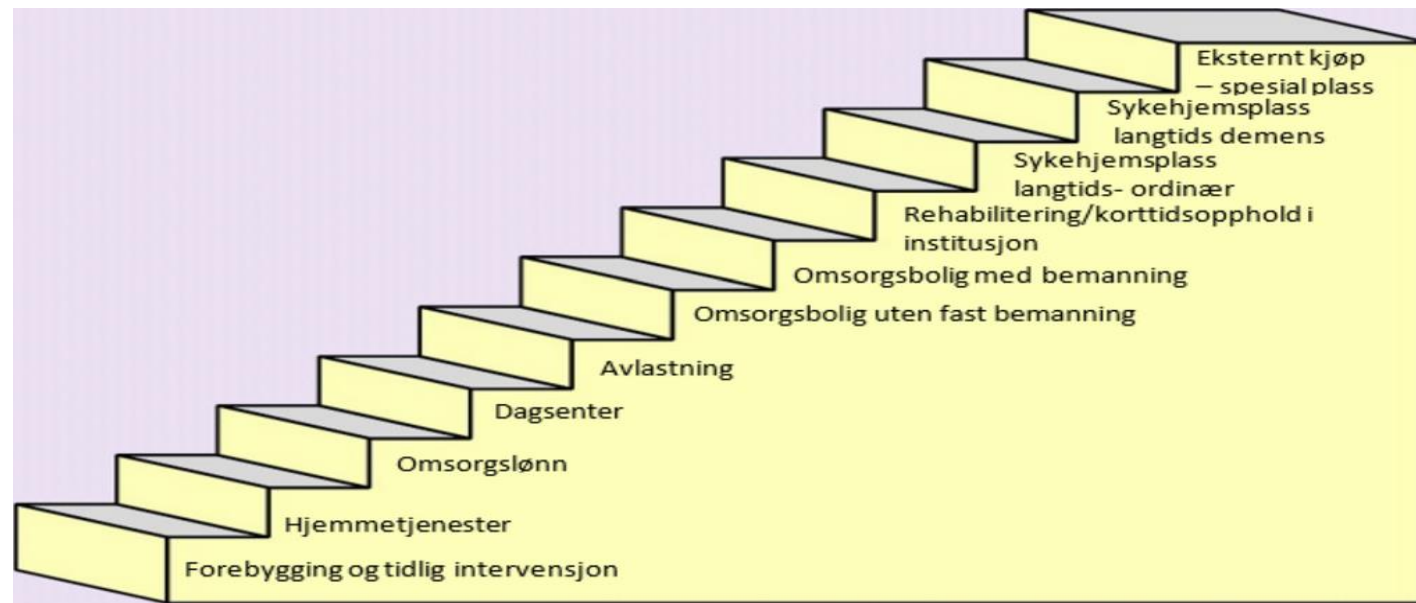 Eksternt kjøp
– spesial plass
Sykehjemsplass
langtids demens
Sykehjemsplass
langtids- ordinær
Rehabilitering/korttidsopphold i
institusjon
Omsorgsbolig med bemanning
Omsorgsbolig uten fast bemanning
Avlastning
Dagsenter
Omsorgslønn
Hjemmetjenester
Forebygging og tidlig intervensjon